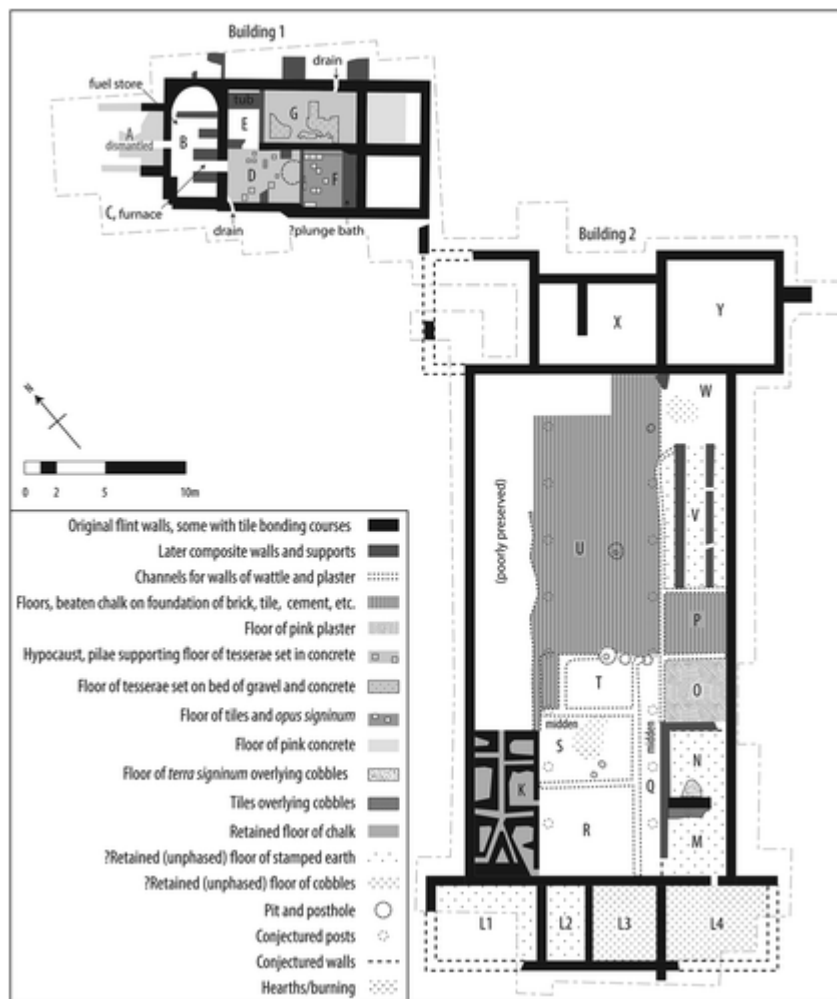 Building 1
drain
fuel store
tub
G
A
dismantled
B
E
D
F
C, furnace
drain
?plunge bath
Building 2
X
Y
N
W
0 2 5 10m
(poorly preserved)
V
U
P
T
O
midden
midden
S
N
K
Q
R
M
L1
L2
L3
L4
Original flint walls, some with tile bonding courses
Later composite walls and supports
Channels for walls of wattle and plaster
Floors, beaten chalk on foundation of brick, tile, cement, etc.
Floor of pink plaster
Hypocaust, pilae supporting floor of tesserae set in concrete
Floor of tesserae set on bed of gravel and concrete
Floor of tiles and opus signinum
Floor of pink concrete
Floor of terra signinum overlying cobbles
Tiles overlying cobbles
Retained floor of chalk
?Retained (unphased) floor of stamped earth
?Retained (unphased) floor of cobbles
Pit and posthole
Conjectured posts
Conjectured walls
Hearths/burning